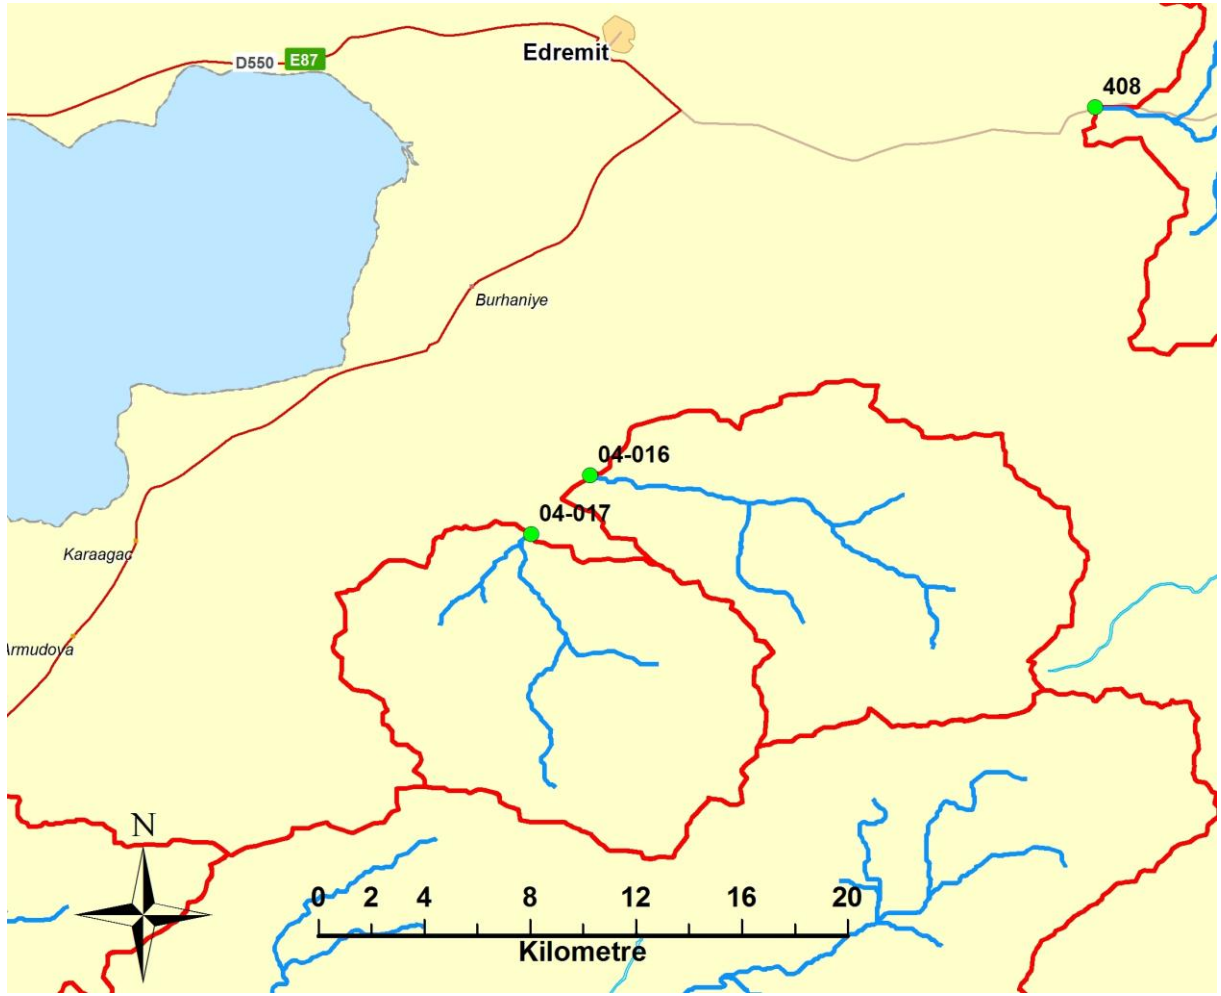 Edremit
D550
E87
408
Burhaniye
04-016
04-017
Karaagac
Armudova
N
0 2 4 8 12 16 20
Kilometre